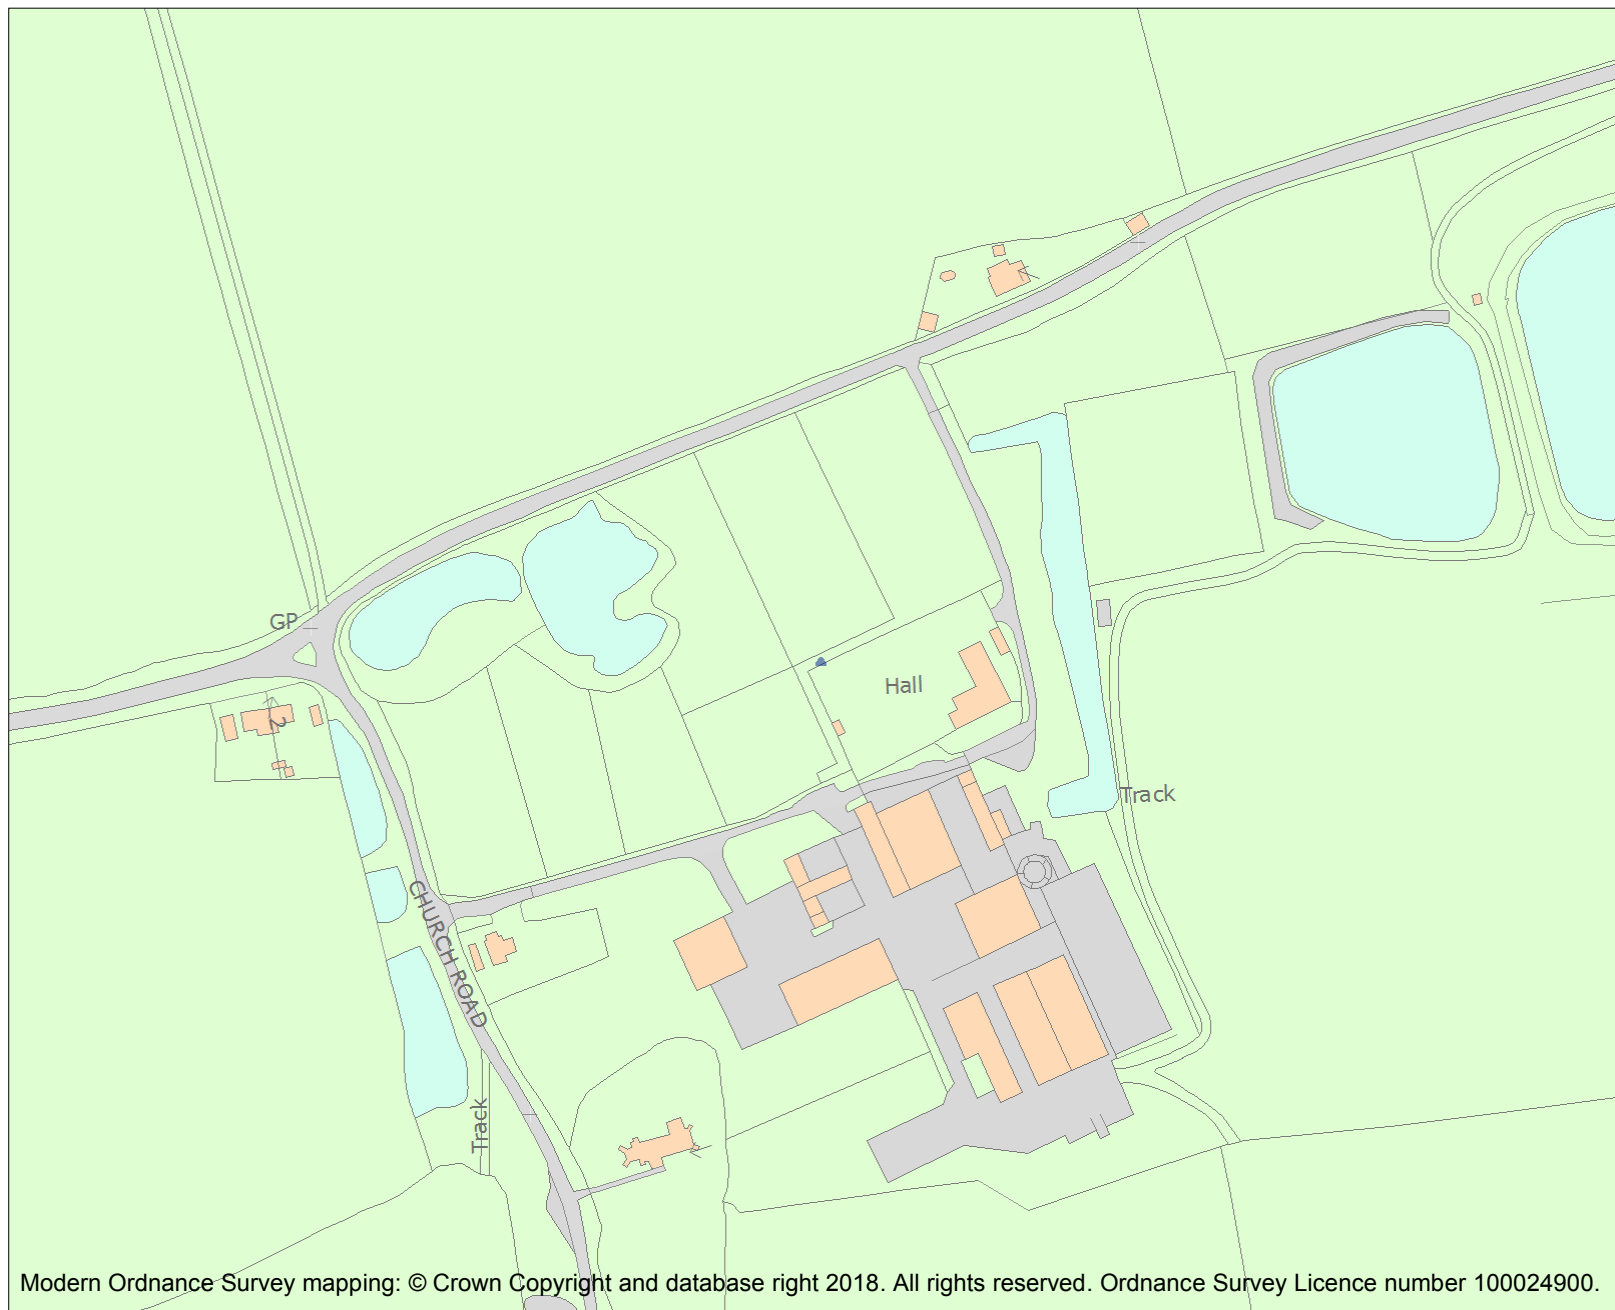 GP
2
Hall
Track
CHURCH ROAD
Track
Modern Ordnance Survey mapping: © Crown Copyright and database right 2018. All rights reserved. Ordnance Survey Licence number 100024900.